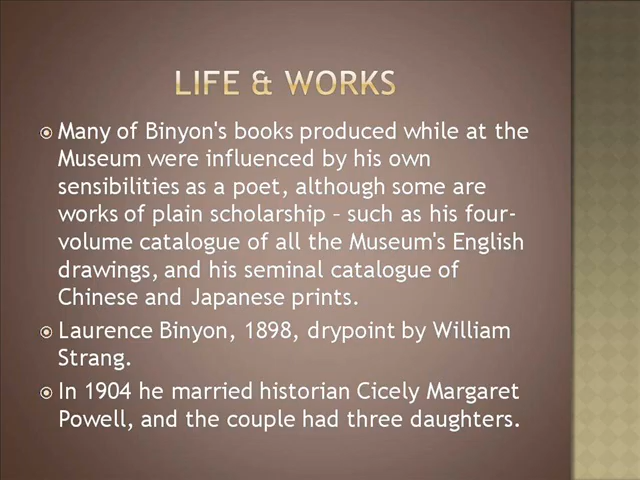 LIFE & WORKS
Many of Binyon's books produced while at the
Museum were influenced by his own
sensibilities as a poet, although some are
works of plain scholarship – such as his four-
volume catalogue of all the Museum's English
drawings, and his seminal catalogue of
Chinese and Japanese prints.
Laurence Binyon, 1898, drypoint by William
Strang.
In 1904 he married historian Cicely Margaret
Powell, and the couple had three daughters.